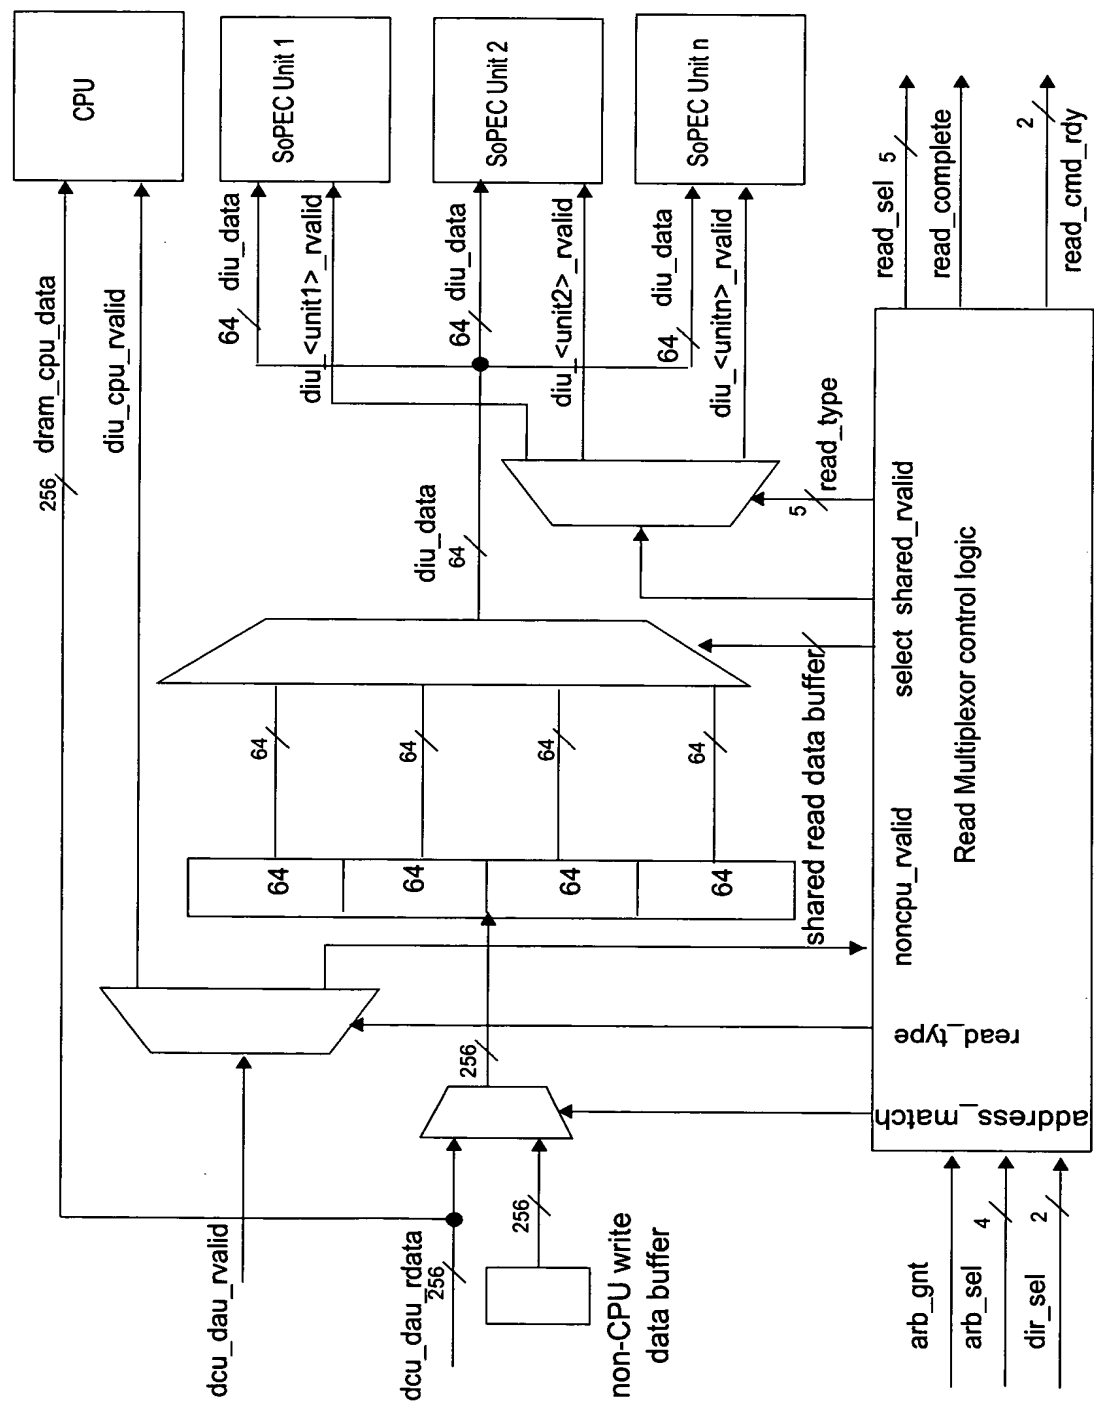 CPU
SoPEC Unit 1
SoPEC Unit 2
SoPEC Unit n
256
dram_cpu_data
diu_cpu_rvalid
64
diu_data
diu_<unit1>_rvalid
64
diu_data
diu_<unit2>_rvalid
64
diu_data
diu_<unitn>_rvalid
diu_data
64
5
read_type
64
64
64
64
64
64
64
64
shared read data buffer
256
256
dcu_dau_rvalid
dcu_dau_rdata
256
non-CPU write
data buffer
address_match
read_type
noncpu_rvalid
select
shared_rvalid
Read Multiplexor control logic
arb_gnt
arb_sel
4
dir_sel
2
read_sel
5
read_complete
2
read_cmd_rdy